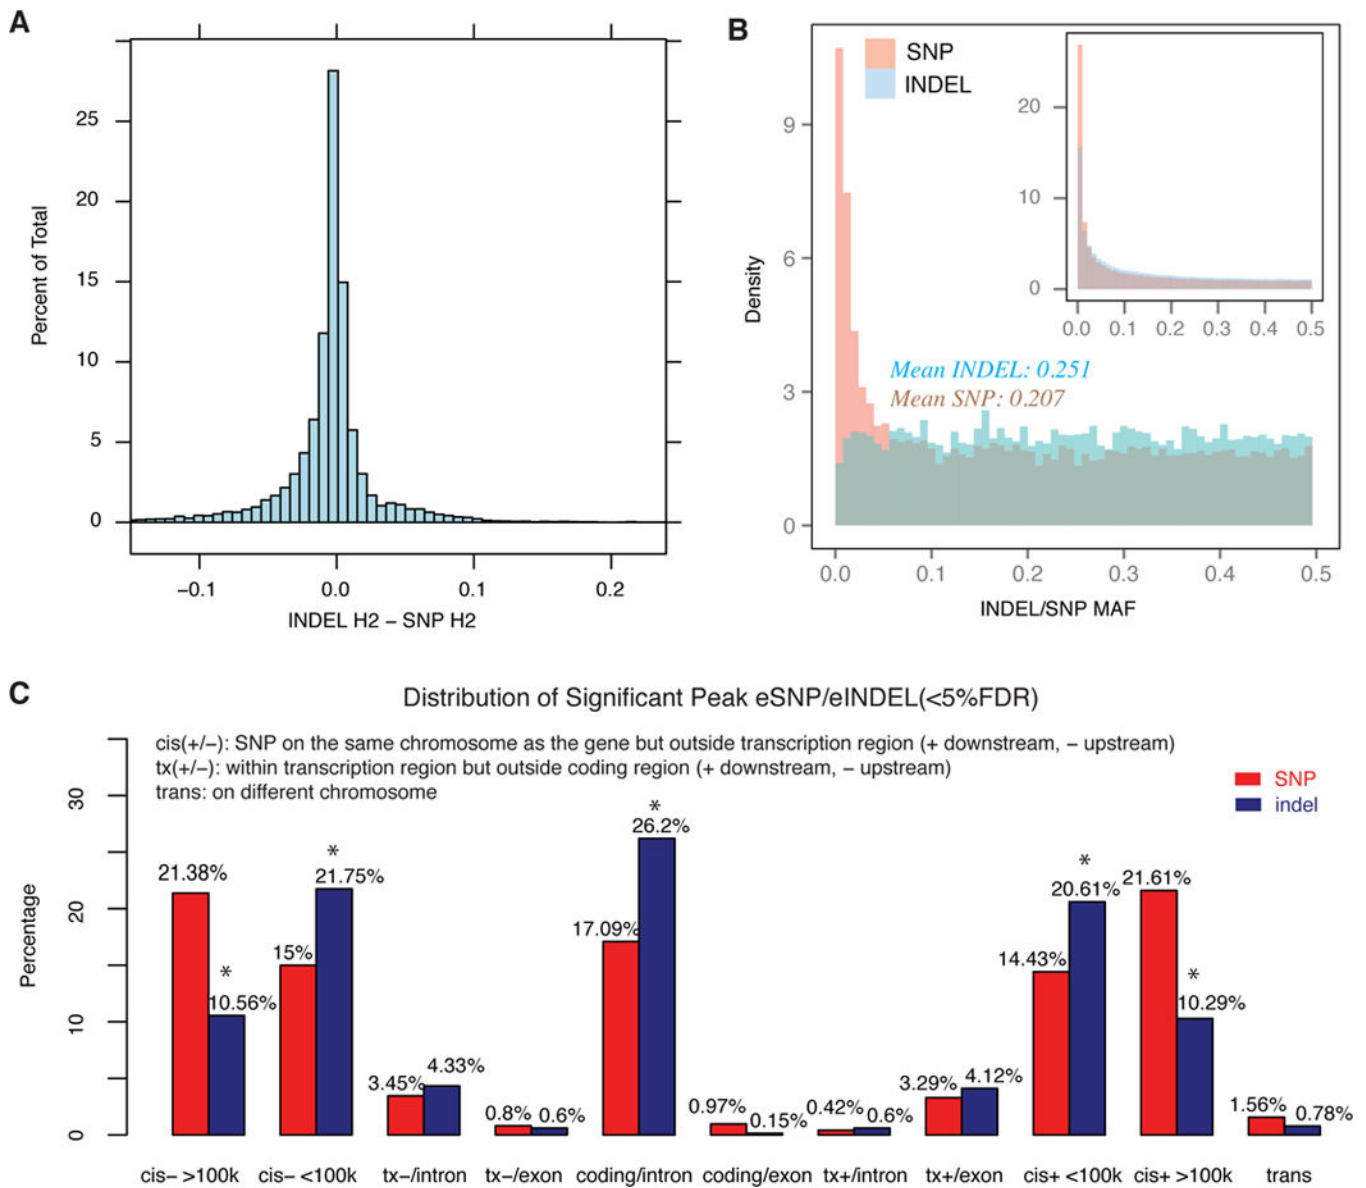 A
25
20
15
10
5
0
Percent of Total
−0.1 0.0 0.1 0.2
INDEL H2 − SNP H2
B
SNP
INDEL
9
6
3
0
Density
Mean INDEL: 0.251
Mean SNP: 0.207
0.0 0.1 0.2 0.3 0.4 0.5
INDEL/SNP MAF
20
10
0
0.0 0.1 0.2 0.3 0.4 0.5
C
Distribution of Significant Peak eSNP/eINDEL(<5%FDR)
cis(+/−): SNP on the same chromosome as the gene but outside transcription region (+ downstream, − upstream)
tx(+/−): within transcription region but outside coding region (+ downstream, − upstream)
trans: on different chromosome
SNP
indel
Percentage
30
20
10
0
21.38%
*
10.56%
15%
*
21.75%
3.45%
4.33%
0.8%
0.6%
17.09%
*
26.2%
0.97%
0.15%
0.42%
0.6%
3.29%
4.12%
14.43%
*
20.61%
21.61%
*
10.29%
1.56%
0.78%
cis− >100k cis− <100k tx−/intron tx−/exon coding/intron coding/exon tx+/intron tx+/exon cis+ <100k cis+ >100k trans